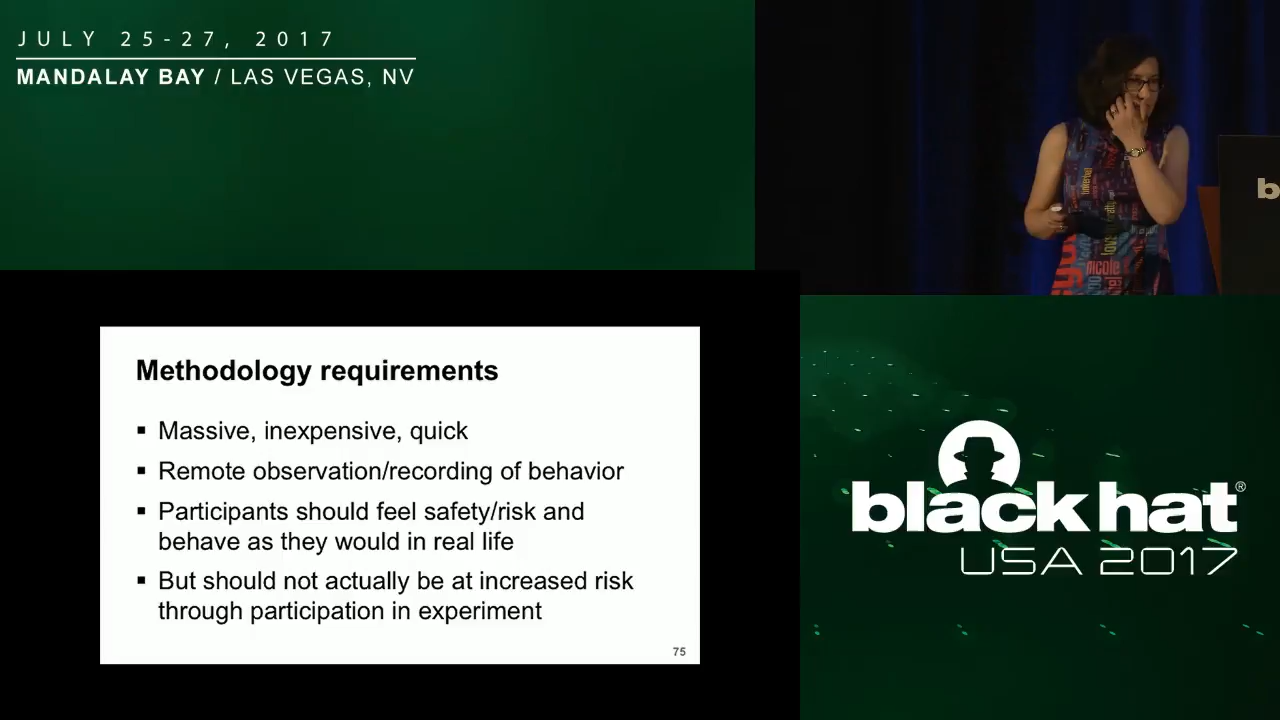 JULY 25-27, 2017
MANDALAY BAY / LAS VEGAS, NV
Methodology requirements
▪ Massive, inexpensive, quick
▪ Remote observation/recording of behavior
▪ Participants should feel safety/risk and
behave as they would in real life
▪ But should not actually be at increased risk
through participation in experiment
75
tinkerbell
nicole
b
black hat®
USA 2017